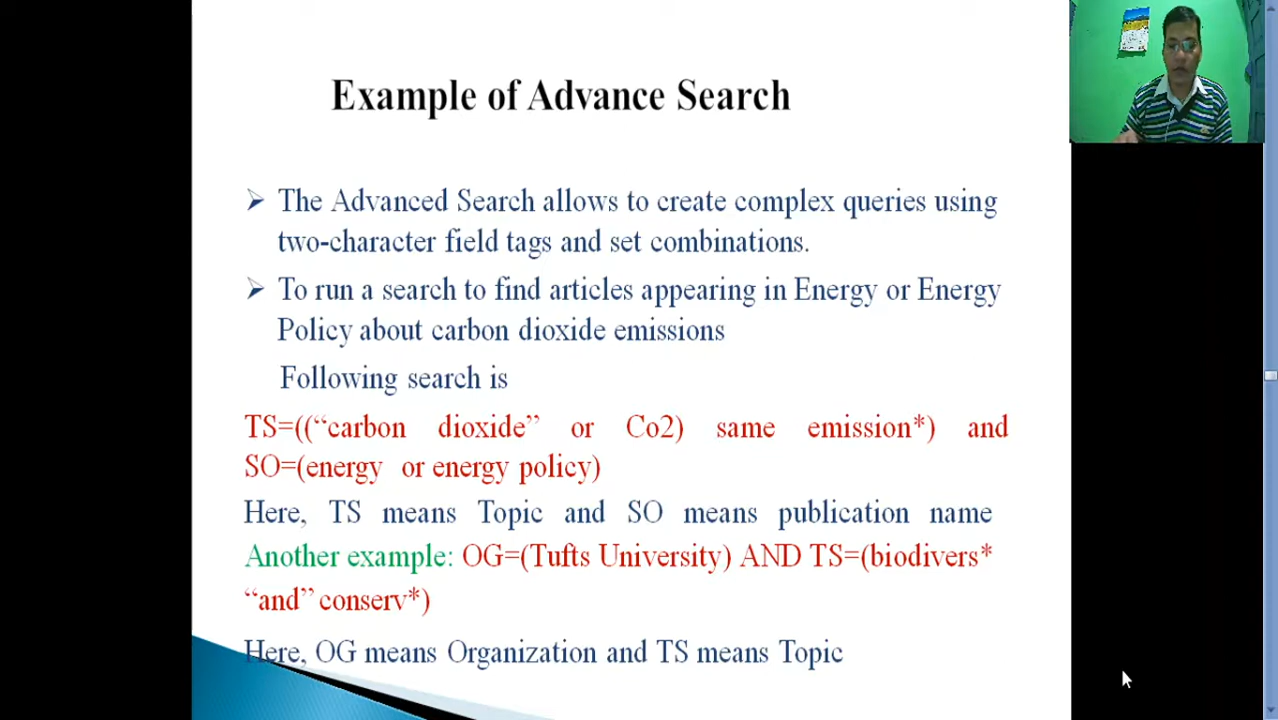 Example of Advance Search
The Advanced Search allows to create complex queries using
two-character field tags and set combinations.
To run a search to find articles appearing in Energy or Energy
Policy about carbon dioxide emissions
Following search is
TS=((“carbon dioxide” or Co2) same emission*) and
SO=(energy or energy policy)
Here, TS means Topic and SO means publication name
Another example: OG=(Tufts University) AND TS=(biodivers*
“and” conserv*)
Here, OG means Organization and TS means Topic